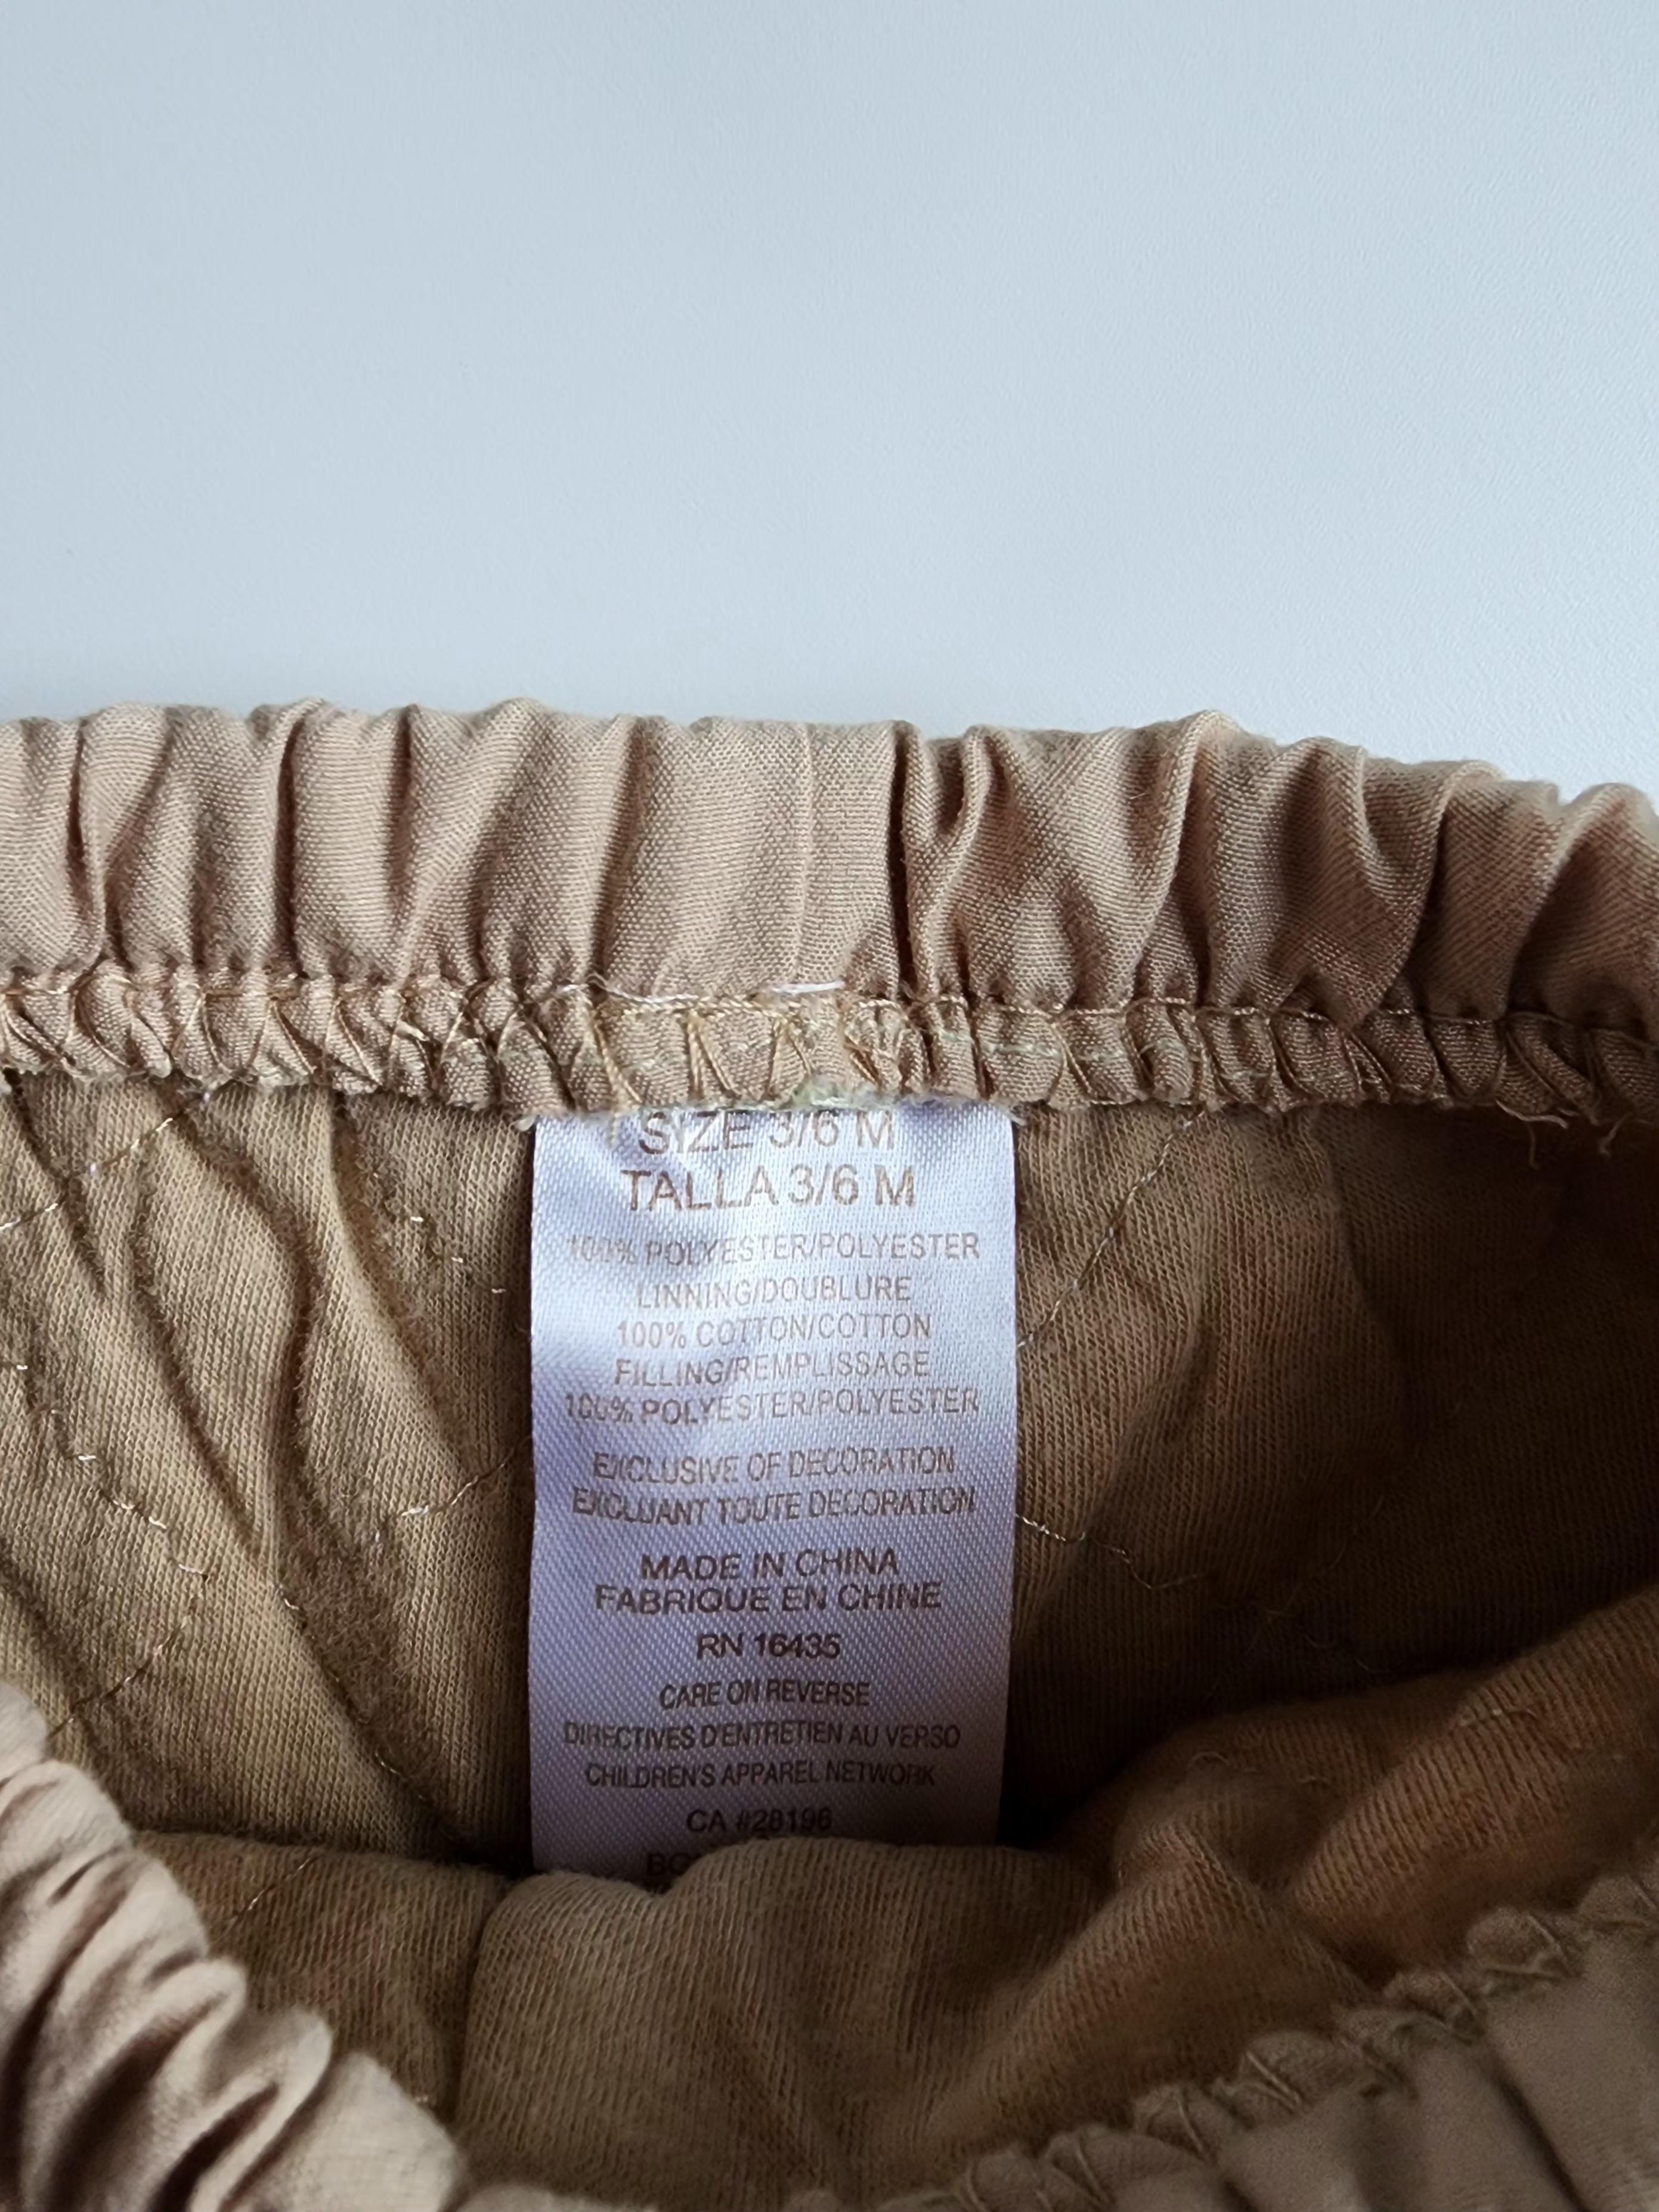 SIZE 3/6 M
TALLA 3/6 M
100% POLYESTER/POLYESTER
LINNING/DOUBLURE
100% COTTON/COTTON
FILLING/REMPLISSAGE
100% POLYESTER/POLYESTER
EXCLUSIVE OF DECORATION
EXCLUANT TOUTE DECORATION
MADE IN CHINA
FABRIQUE EN CHINE
RN 16435
CARE ON REVERSE
DIRECTIVES D'ENTRETIEN AU VERSO
CHILDREN'S APPAREL NETWORK
CA #28196